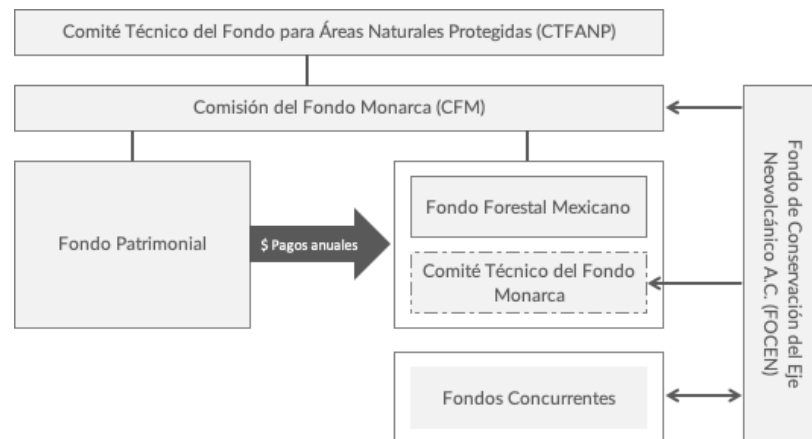 Comité Técnico del Fondo para Áreas Naturales Protegidas (CTFANP)
Comisión del Fondo Monarca (CFM)
Fondo Patrimonial
$ Pagos anuales
Fondo Forestal Mexicano
Comité Técnico del Fondo
Monarca
Fondos Concurrentes
Fondo de Conservación del Eje
Neovolcánico A.C. (FOCEN)